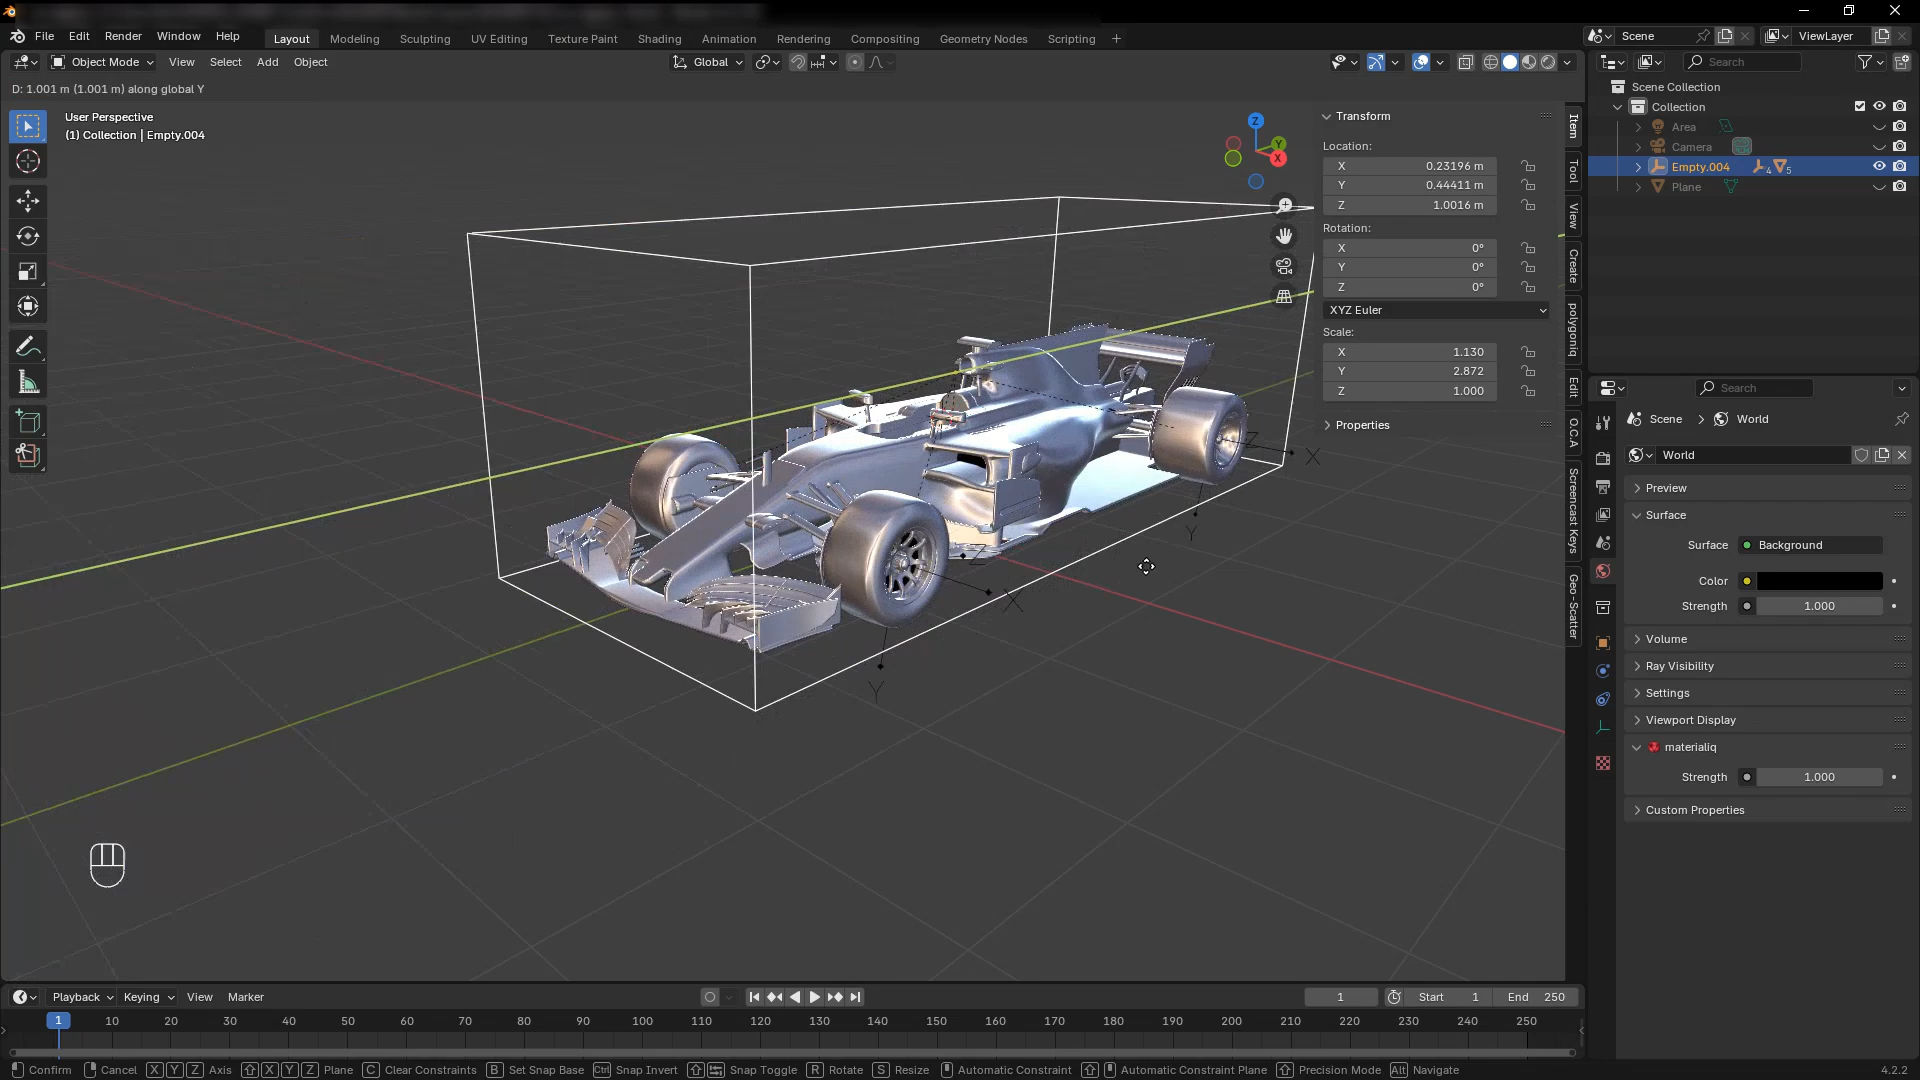 File Edit Render Window Help
Layout Modeling Sculpting UV Editing Texture Paint Shading Animation Rendering Compositing Geometry Nodes Scripting +
Scene
ViewLayer
Object Mode View Select Add Object
Global
Search
D: 1.001 m (1.001 m) along global Y
User Perspective
(1) Collection | Empty.004
Z
Y
X
Transform
Location:
X 0.23196 m
Y 0.44411 m
Z 1.0016 m
Rotation:
X 0°
Y 0°
Z 0°
XYZ Euler
Scale:
X 1.130
Y 2.872
Z 1.000
Properties
Item
Tool
View
Create
polygoniq
Edit
O.C.A
Screencast Keys
Geo-Scatter
Scene Collection
Collection
Area
Camera
Empty.004 4 5
Plane
Search
Scene World
World
Preview
Surface
Surface Background
Color
Strength 1.000
Volume
Ray Visibility
Settings
Viewport Display
materialiq
Strength 1.000
Custom Properties
Z
X
Y
Z
X
Y
Playback Keying View Marker
1
Start 1
End 250
1 10 20 30 40 50 60 70 80 90 100 110 120 130 140 150 160 170 180 190 200 210 220 230 240 250
Confirm Cancel X Y Z Axis X Y Z Plane C Clear Constraints B Set Snap Base Ctrl Snap Invert Snap Toggle R Rotate S Resize Automatic Constraint Automatic Constraint Plane Precision Mode Alt Navigate
4.2.2